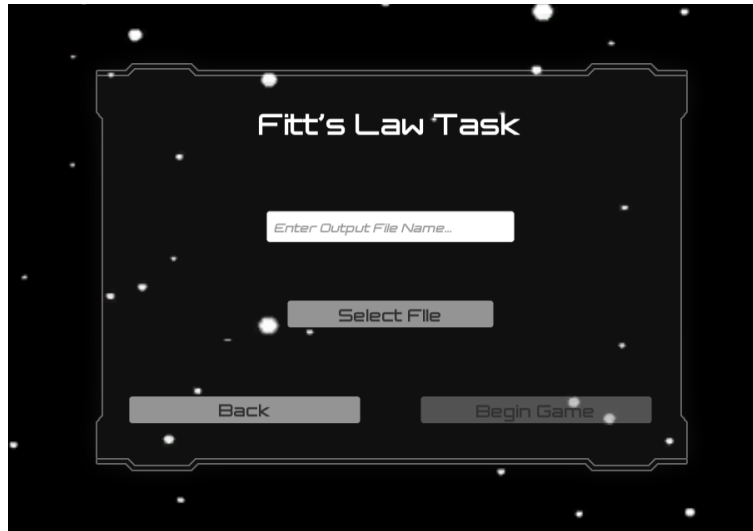 Fitt's Law Task
Enter Output File Name...
Select File
Back
Begin Game